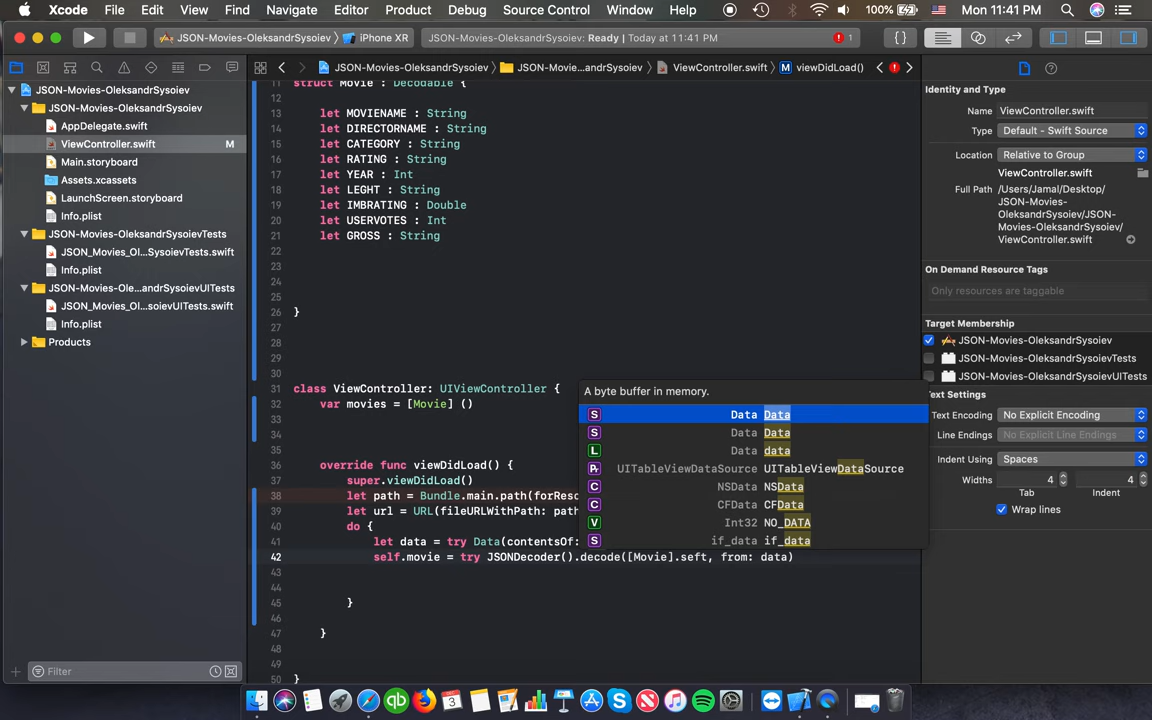 Xcode File Edit View Find Navigate Editor Product Debug Source Control Window Help 100% Mon 11:41 PM
JSON-Movies-OleksandrSysoiev iPhone XR JSON-Movies-OleksandrSysoiev: Ready | Today at 11:41 PM 1
JSON-Movies-OleksandrSysoiev JSON-Movie...andrSysoiev ViewController.swift M viewDidLoad()
JSON-Movies-OleksandrSysoiev
JSON-Movies-OleksandrSysoiev
AppDelegate.swift
ViewController.swift M
Main.storyboard
Assets.xcassets
LaunchScreen.storyboard
Info.plist
JSON-Movies-OleksandrSysoievTests
JSON_Movies_Ol...SysoievTests.swift
Info.plist
JSON-Movies-Ole...andrSysoievUITests
JSON_Movies_Ol...soievUITests.swift
Info.plist
Products
Filter
11 struct Movie : Decodable {
12
13 let MOVIENAME : String
14 let DIRECTORNAME : String
15 let CATEGORY : String
16 let RATING : String
17 let YEAR : Int
18 let LEGHT : String
19 let IMBRATING : Double
20 let USERVOTES : Int
21 let GROSS : String
22
23
24
25
26 }
27
28
29
30
31 class ViewController: UIViewController {
32 var movies = [Movie] ()
33
34
35
36 override func viewDidLoad() {
37 super.viewDidLoad()
38 let path = Bundle.main.path(forReso
39 let url = URL(fileURLWithPath: path
40 do {
41 let data = try Data(contentsOf:
42 self.movie = try JSONDecoder().decode([Movie].seft, from: data)
43
44
45 }
46
47 }
48
49
50 }
A byte buffer in memory.
S Data Data
S Data Data
L Data data
Pr UITableViewDataSource UITableViewDataSource
C NSData NSData
C CFData CFData
V Int32 NO_DATA
S if_data if_data
Identity and Type
Name ViewController.swift
Type Default - Swift Source
Location Relative to Group
ViewController.swift
Full Path /Users/Jamal/Desktop/
JSON-Movies-
OleksandrSysoiev/JSON-
Movies-OleksandrSysoiev/
ViewController.swift
On Demand Resource Tags
Only resources are taggable
Target Membership
JSON-Movies-OleksandrSysoiev
JSON-Movies-OleksandrSysoievTests
JSON-Movies-OleksandrSysoievUITests
Text Settings
Text Encoding No Explicit Encoding
Line Endings No Explicit Line Endings
Indent Using Spaces
Widths 4 4
Tab Indent
Wrap lines